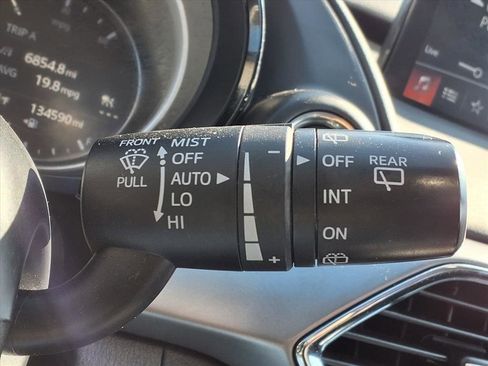 TRIP A
6854.8 mi
AVG
19.8 mpg
134590 mi
Live
FRONT
PULL
MIST
OFF
AUTO
LO
HI
−
+
OFF
INT
ON
REAR